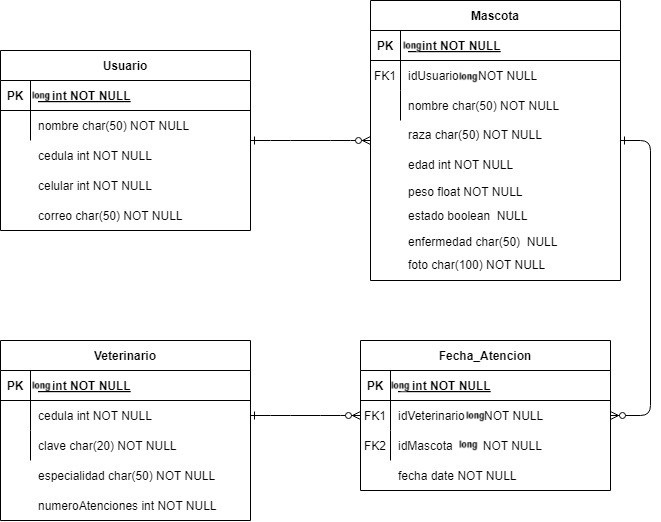 Usuario
PK long int NOT NULL
nombre char(50) NOT NULL
cedula int NOT NULL
celular int NOT NULL
correo char(50) NOT NULL
Mascota
PK long int NOT NULL
FK1 idUsuario long NOT NULL
nombre char(50) NOT NULL
raza char(50) NOT NULL
edad int NOT NULL
peso float NOT NULL
estado boolean NULL
enfermedad char(50) NULL
foto char(100) NOT NULL
Veterinario
PK long int NOT NULL
cedula int NOT NULL
clave char(20) NOT NULL
especialidad char(50) NOT NULL
numeroAtenciones int NOT NULL
Fecha_Atencion
PK long int NOT NULL
FK1 idVeterinario long NOT NULL
FK2 idMascota long NOT NULL
fecha date NOT NULL